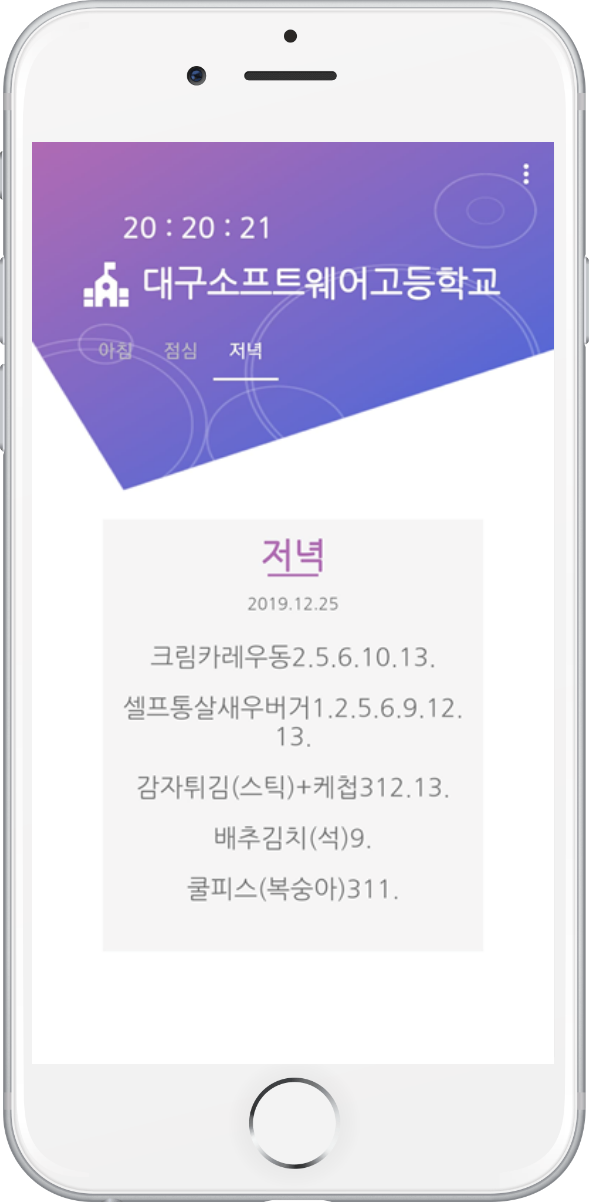 20 : 20 : 21
대구소프트웨어고등학교
아침 점심 저녁
저녁
2019.12.25
크림카레우동2.5.6.10.13.
셀프통살새우버거1.2.5.6.9.12.
13.
감자튀김(스틱)+케첩312.13.
배추김치(석)9.
쿨피스(복숭아)311.